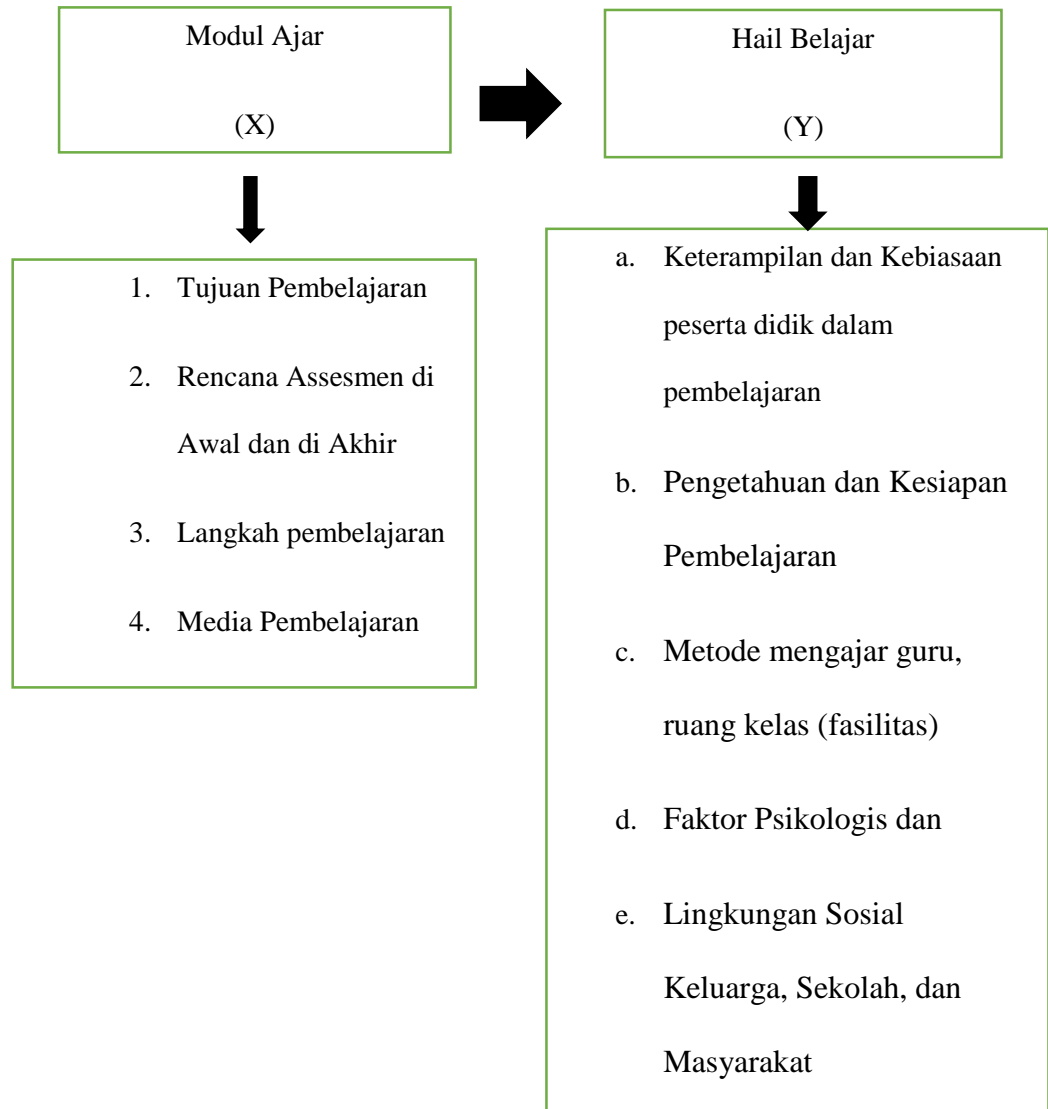 Modul Ajar
(X)
Hail Belajar
(Y)
1. Tujuan Pembelajaran
2. Rencana Assesmen di
Awal dan di Akhir
3. Langkah pembelajaran
4. Media Pembelajaran
a. Keterampilan dan Kebiasaan
peserta didik dalam
pembelajaran
b. Pengetahuan dan Kesiapan
Pembelajaran
c. Metode mengajar guru,
ruang kelas (fasilitas)
d. Faktor Psikologis dan
e. Lingkungan Sosial
Keluarga, Sekolah, dan
Masyarakat